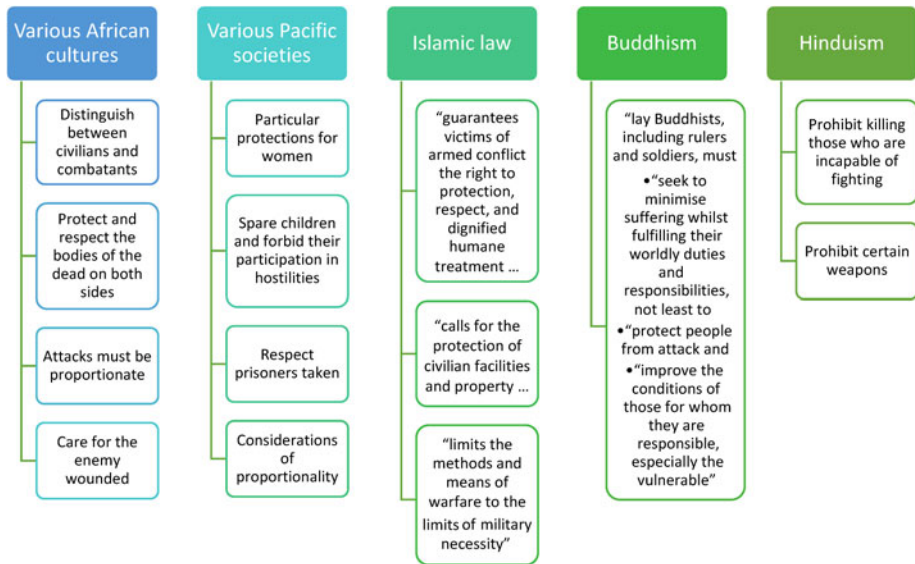 Various African
cultures
Distinguish
between
civilians and
combatants
Protect and
respect the
bodies of the
dead on both
sides
Attacks must be
proportionate
Care for the
enemy
wounded
Various Pacific
societies
Particular
protections for
women
Spare children
and forbid their
participation in
hostilities
Respect
prisoners taken
Considerations
of
proportionality
Islamic law
“guarantees
victims of
armed conflict
the right to
protection,
respect, and
dignified
humane
treatment ...
“calls for the
protection of
civilian facilities
and property ...
“limits the
methods and
means of
warfare to the
limits of military
necessity”
Buddhism
“lay Buddhists,
including rulers
and soldiers, must
•“seek to
minimise
suffering whilst
fulfilling their
worldly duties
and
responsibilities,
not least to
•“protect people
from attack and
•“improve the
conditions of
those for whom
they are
responsible,
especially the
vulnerable”
Hinduism
Prohibit killing
those who are
incapable of
fighting
Prohibit certain
weapons